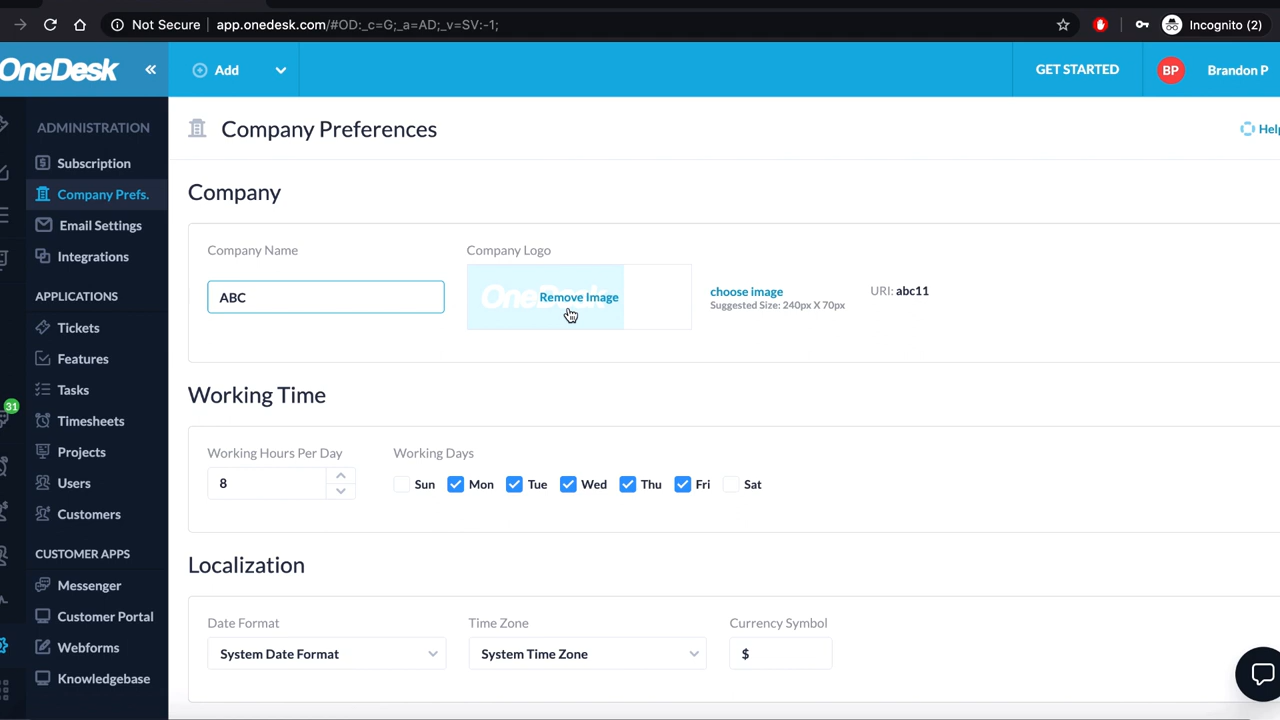 Not Secure app.onedesk.com/#OD:_c=G;_a=AD;_v=SV:-1; Incognito (2)
OneDesk « Add GET STARTED BP Brandon P
ADMINISTRATION
Subscription
Company Prefs.
Email Settings
Integrations
APPLICATIONS
Tickets
Features
Tasks
31
Timesheets
Projects
Users
Customers
CUSTOMER APPS
Messenger
Customer Portal
Webforms
Knowledgebase
Company Preferences
Help
Company
Company Name
ABC
Company Logo
OneDesk
Remove Image
choose image
Suggested Size: 240px X 70px
URI: abc11
Working Time
Working Hours Per Day
8
Working Days
Sun Mon Tue Wed Thu Fri Sat
Localization
Date Format
System Date Format
Time Zone
System Time Zone
Currency Symbol
$